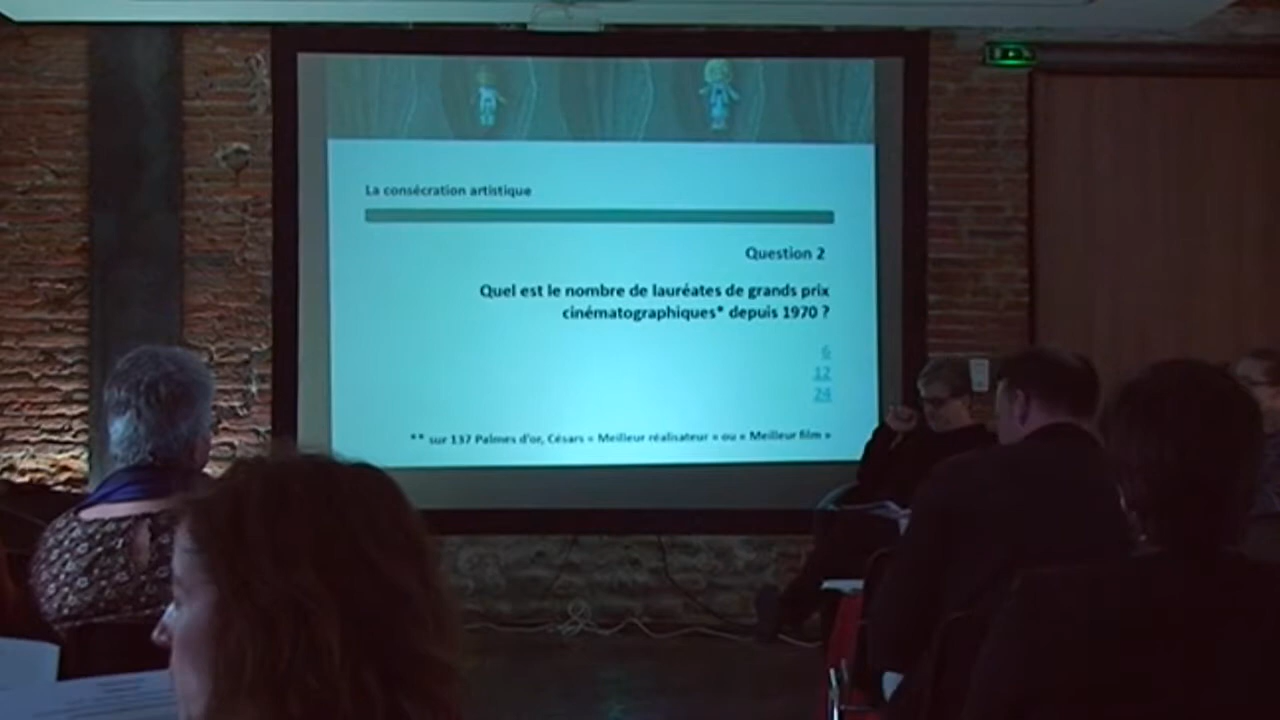 La consécration artistique
Question 2
Quel est le nombre de lauréates de grands prix
cinématographiques* depuis 1970 ?
6
12
24
** sur 137 Palmes d'or, Césars « Meilleur réalisateur » ou « Meilleur film »